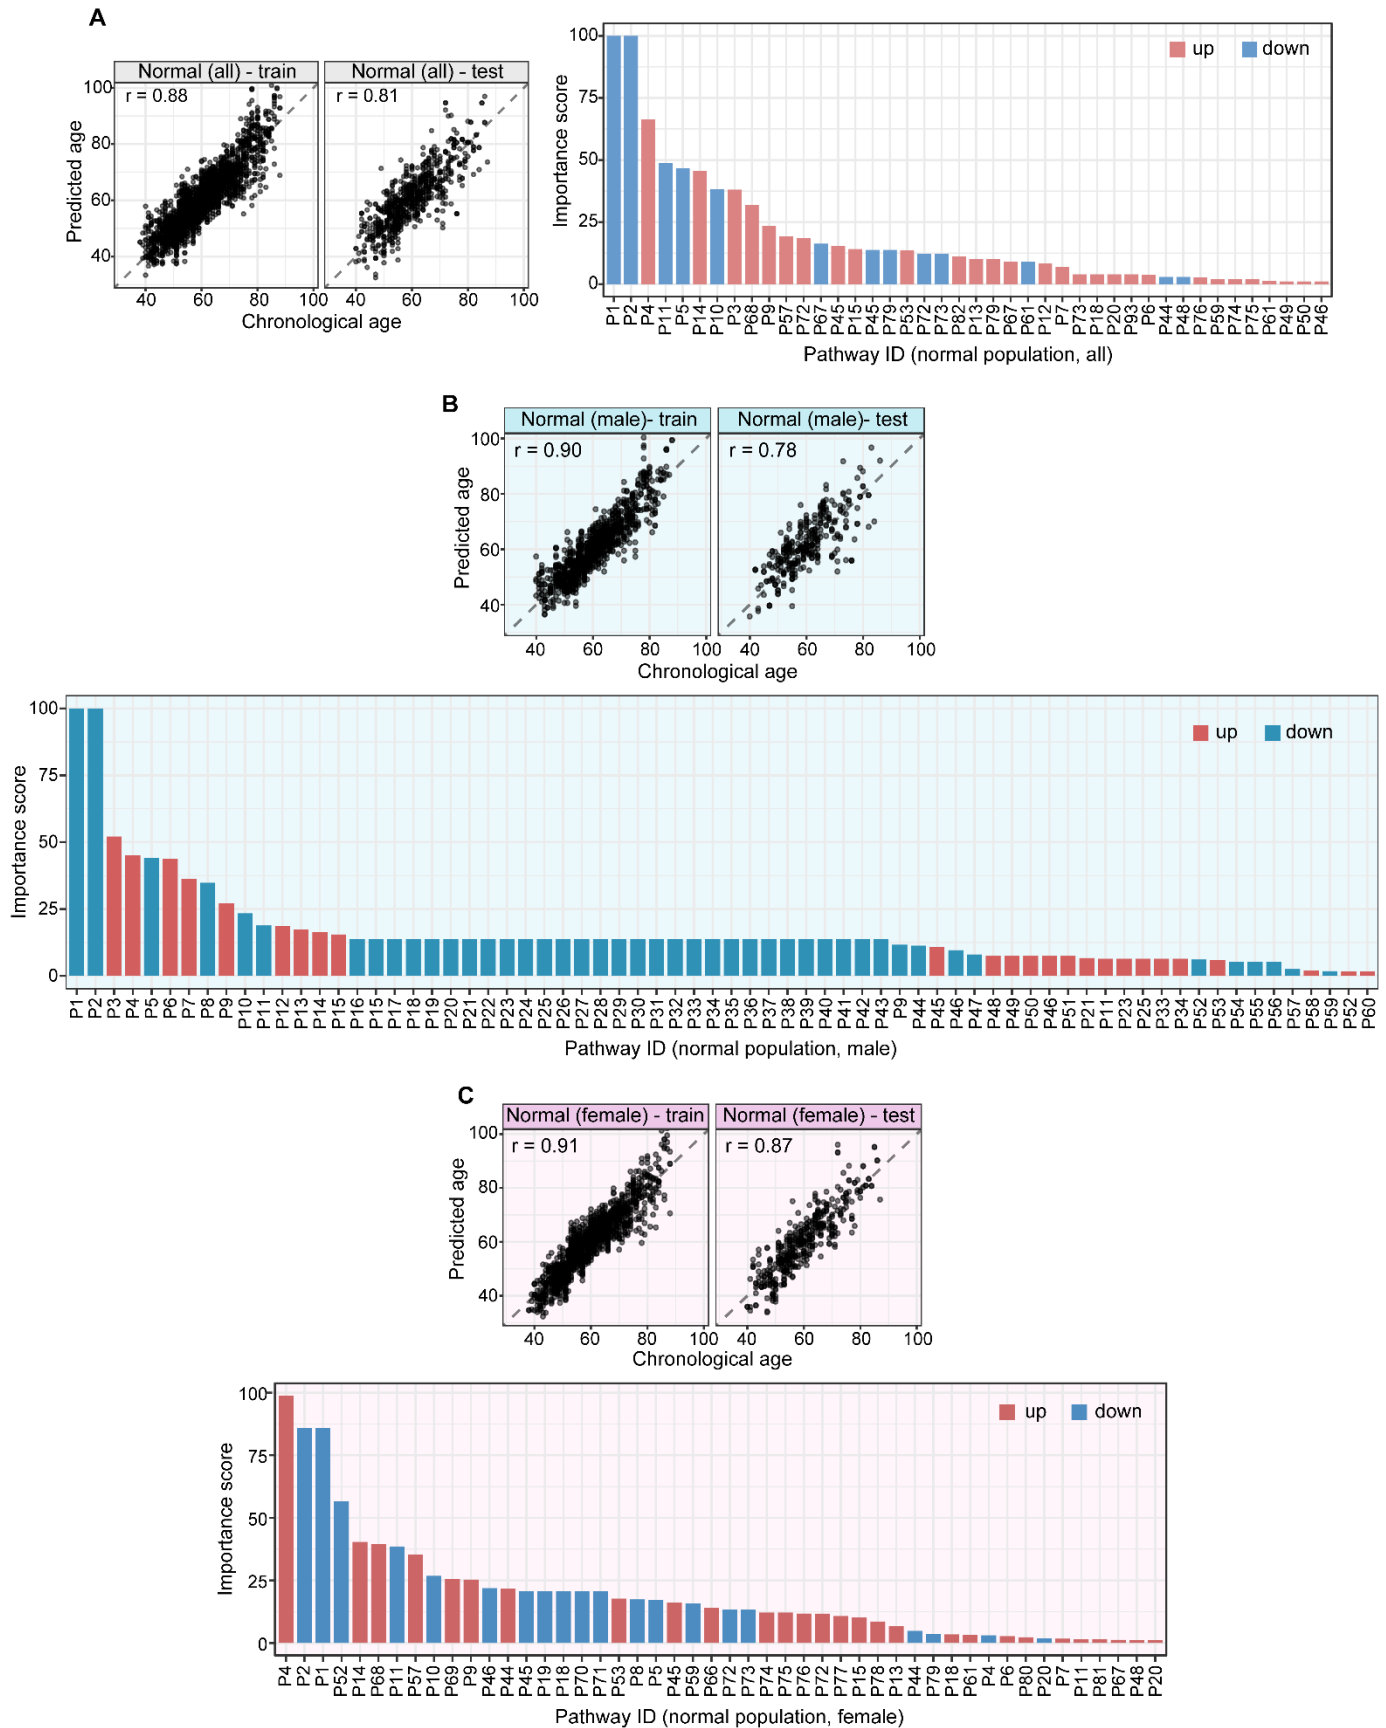 A
Normal (all) - train
Normal (all) - test
r = 0.88
r = 0.81
100
80
60
40
Predicted age
40 60 80 100 40 60 80 100
Chronological age
up down
100
75
50
25
0
Importance score
P1 P2 P4 P11 P5 P14 P10 P3 P68 P9 P57 P72 P67 P45 P15 P45 P79 P53 P72 P73 P82 P13 P79 P67 P61 P12 P7 P73 P18 P20 P93 P6 P44 P48 P76 P59 P74 P75 P61 P49 P50 P46
Pathway ID (normal population, all)
B
Normal (male)- train
Normal (male)- test
r = 0.90
r = 0.78
100
80
60
40
Predicted age
40 60 80 100 40 60 80 100
Chronological age
up down
100
75
50
25
0
Importance score
P1 P2 P3 P4 P5 P6 P7 P8 P9 P10 P11 P12 P13 P14 P15 P16 P15 P17 P18 P19 P20 P21 P22 P23 P24 P25 P26 P27 P28 P29 P30 P31 P32 P33 P34 P35 P36 P37 P38 P39 P40 P41 P42 P43 P9 P44 P45 P46 P47 P48 P49 P50 P46 P51 P21 P11 P23 P25 P33 P34 P52 P53 P54 P55 P56 P57 P58 P59 P52 P60
Pathway ID (normal population, male)
C
Normal (female) - train
Normal (female) - test
r = 0.91
r = 0.87
100
80
60
40
Predicted age
40 60 80 100 40 60 80 100
Chronological age
up down
100
75
50
25
0
Importance score
P4 P2 P1 P52 P14 P68 P11 P57 P10 P69 P9 P46 P44 P45 P19 P18 P70 P71 P53 P8 P5 P45 P59 P66 P72 P73 P74 P75 P76 P72 P77 P15 P78 P13 P44 P79 P18 P61 P4 P6 P80 P20 P7 P11 P81 P67 P48 P20
Pathway ID (normal population, female)